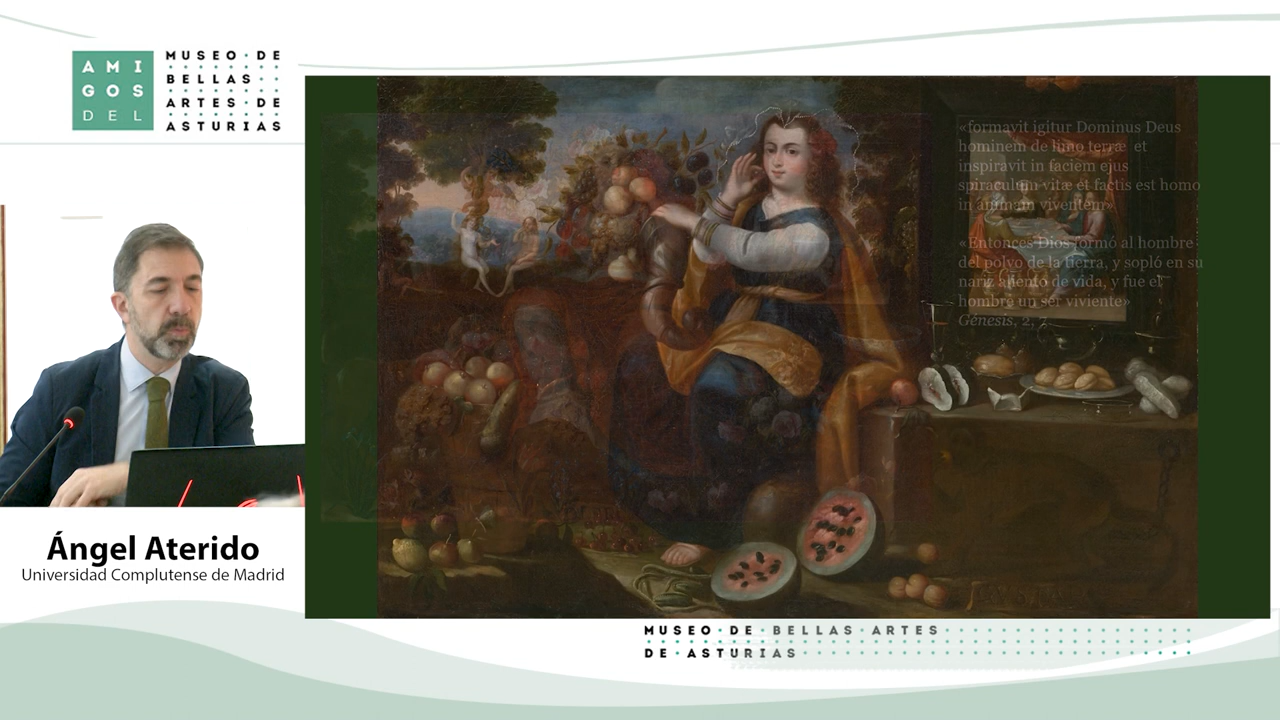 AMI
GOS
DEL
MUSEO · DE
BELLAS
ARTES · DE
ASTURIAS
«formavit igitur Dominus Deus
hominem de limo terræ et
inspiravit in faciem ejus
spiraculum vitæ et factis est homo
in animam viventem»
«Entonces Dios formó al hombre
del polvo de la tierra, y sopló en su
nariz aliento de vida, y fue el
hombre un ser viviente»
Génesis, 2, 7
Ángel Aterido
Universidad Complutense de Madrid
MUSEO · DE · BELLAS ARTES
DE · ASTURIAS